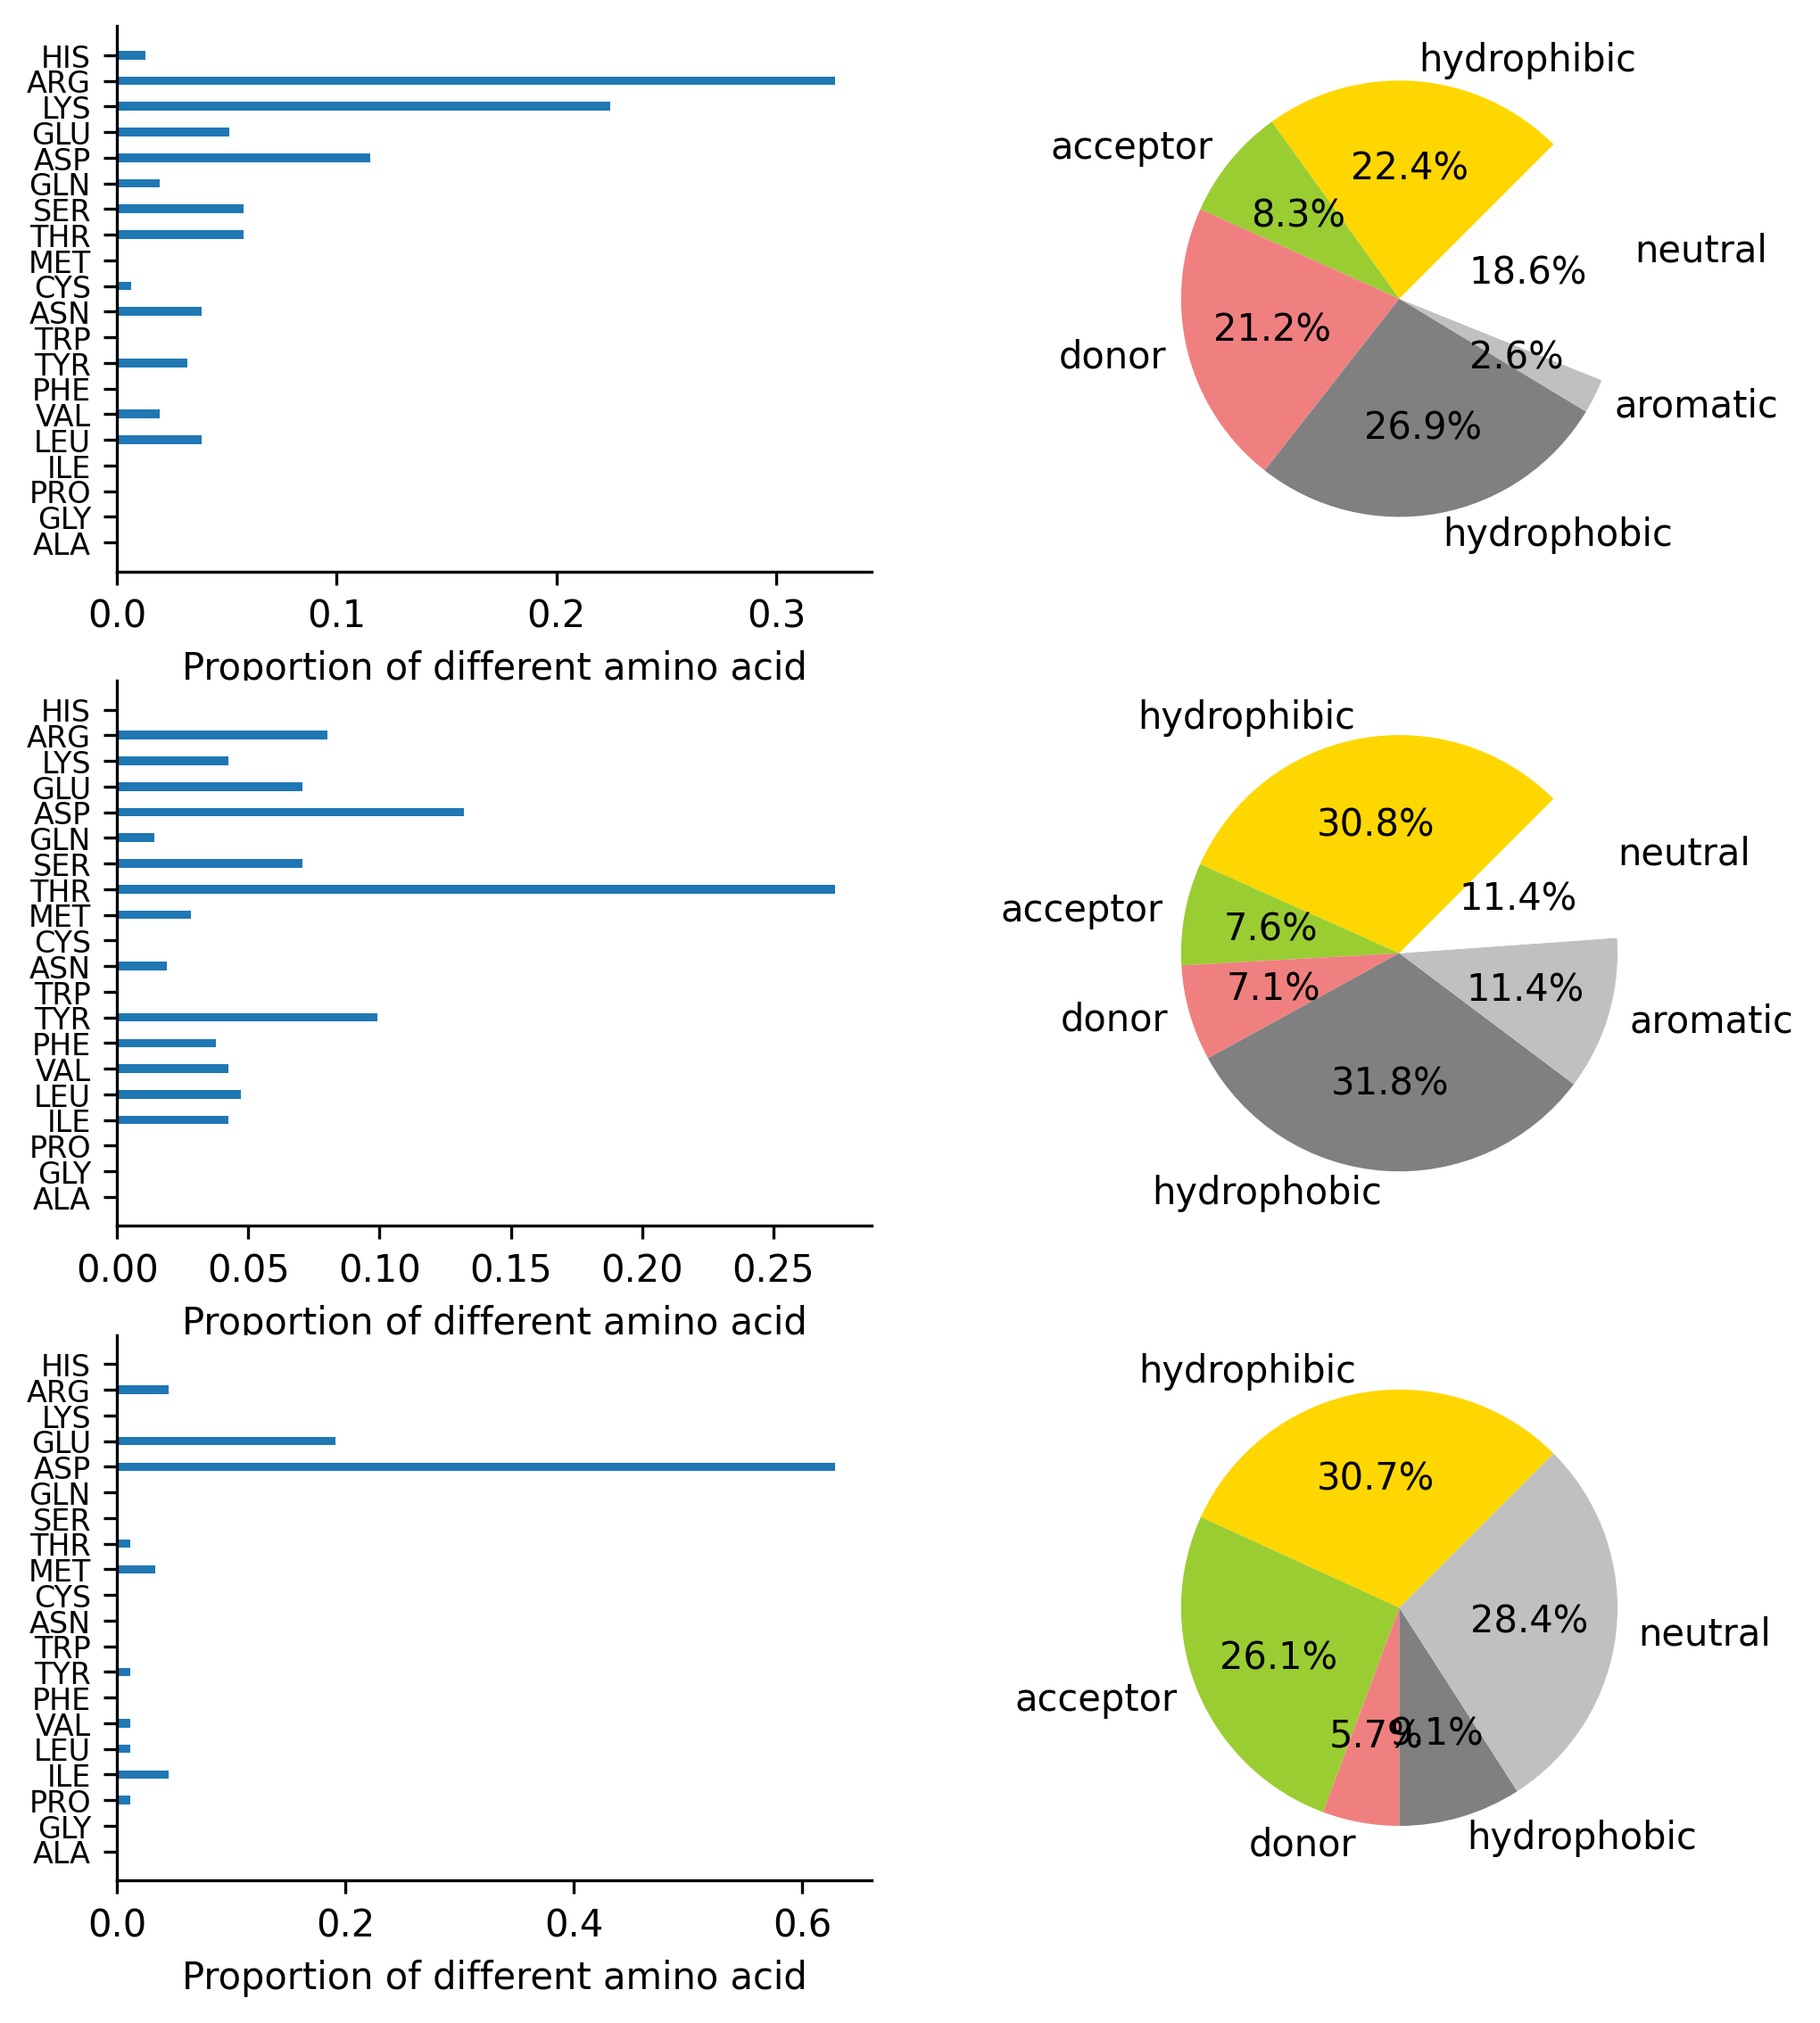 HIS
ARG
LYS
GLU
ASP
GLN
SER
THR
MET
CYS
ASN
TRP
TYR
PHE
VAL
LEU
ILE
PRO
GLY
ALA
0.0 0.1 0.2 0.3
Proportion of different amino acid
hydrophibic
acceptor
22.4%
8.3%
neutral
18.6%
21.2%
donor
2.6%
aromatic
26.9%
hydrophobic
HIS
ARG
LYS
GLU
ASP
GLN
SER
THR
MET
CYS
ASN
TRP
TYR
PHE
VAL
LEU
ILE
PRO
GLY
ALA
0.00 0.05 0.10 0.15 0.20 0.25
Proportion of different amino acid
hydrophibic
30.8%
neutral
11.4%
acceptor
7.6%
7.1%
11.4%
donor
aromatic
31.8%
hydrophobic
HIS
ARG
LYS
GLU
ASP
GLN
SER
THR
MET
CYS
ASN
TRP
TYR
PHE
VAL
LEU
ILE
PRO
GLY
ALA
0.0 0.2 0.4 0.6
Proportion of different amino acid
hydrophibic
30.7%
28.4%
neutral
26.1%
acceptor
5.7%
9.1%
donor
hydrophobic